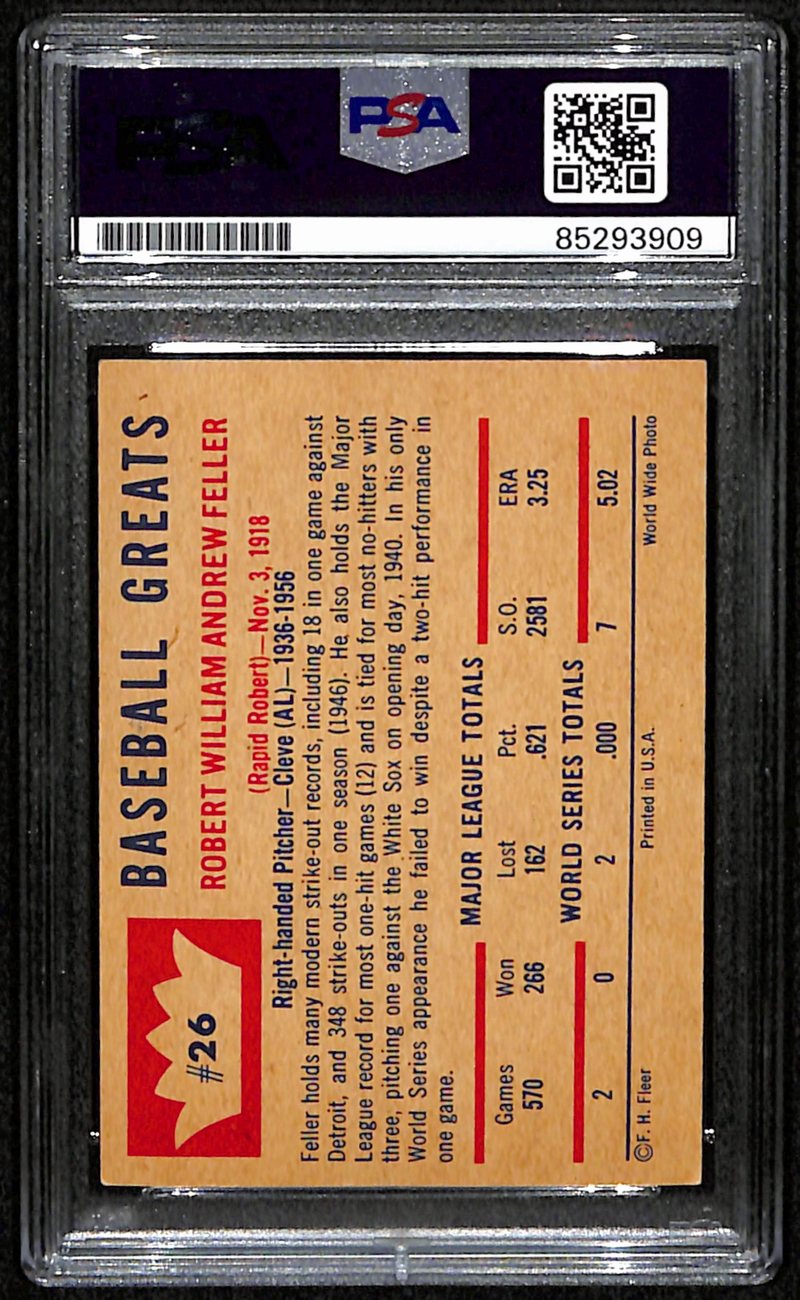 PSA
85293909
BASEBALL GREATS
#26
ROBERT WILLIAM ANDREW FELLER
(Rapid Robert)—Nov. 3, 1918
Right-handed Pitcher—Cleve (AL)—1936-1956
Feller holds many modern strike-out records, including 18 in one game against
Detroit, and 348 strike-outs in one season (1946). He also holds the Major
League record for most one-hit games (12) and is tied for most no-hitters with
three, pitching one against the White Sox on opening day, 1940. In his only
World Series appearance he failed to win despite a two-hit performance in
one game.
MAJOR LEAGUE TOTALS
Games Won Lost Pct. S.O. ERA
570 266 162 .621 2581 3.25
WORLD SERIES TOTALS
2 0 2 .000 7 5.02
©F. H. Fleer Printed in U.S.A. World Wide Photo